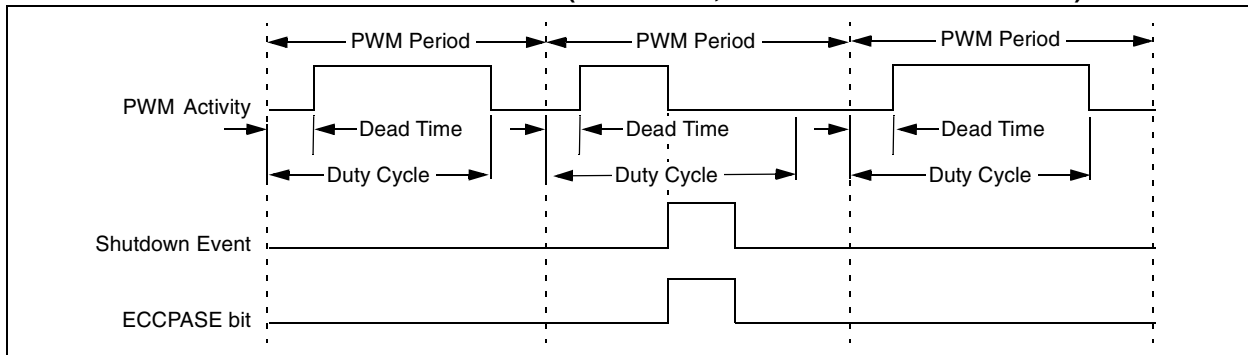 PWM Period PWM Period PWM Period
PWM Activity
Dead Time Dead Time Dead Time
Duty Cycle Duty Cycle Duty Cycle
Shutdown Event
ECCPASE bit